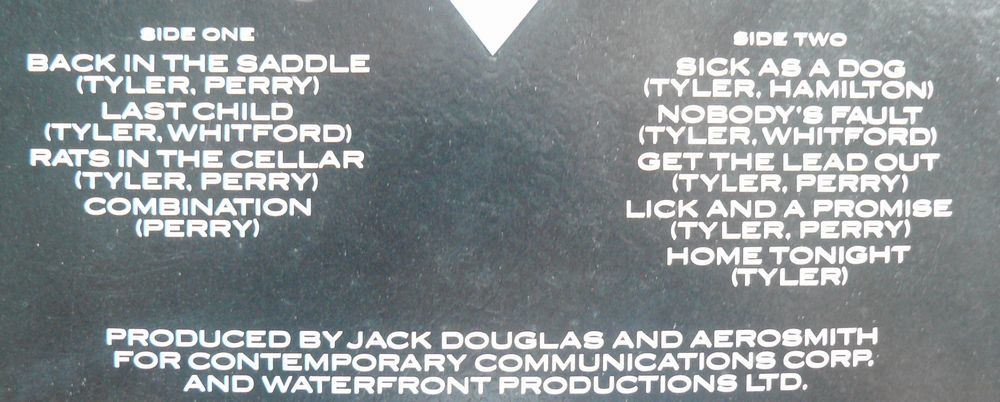 SIDE ONE
BACK IN THE SADDLE
(TYLER, PERRY)
LAST CHILD
(TYLER, WHITFORD)
RATS IN THE CELLAR
(TYLER, PERRY)
COMBINATION
(PERRY)
SIDE TWO
SICK AS A DOG
(TYLER, HAMILTON)
NOBODY'S FAULT
(TYLER, WHITFORD)
GET THE LEAD OUT
(TYLER, PERRY)
LICK AND A PROMISE
(TYLER, PERRY)
HOME TONIGHT
(TYLER)
PRODUCED BY JACK DOUGLAS AND AEROSMITH
FOR CONTEMPORARY COMMUNICATIONS CORP.
AND WATERFRONT PRODUCTIONS LTD.